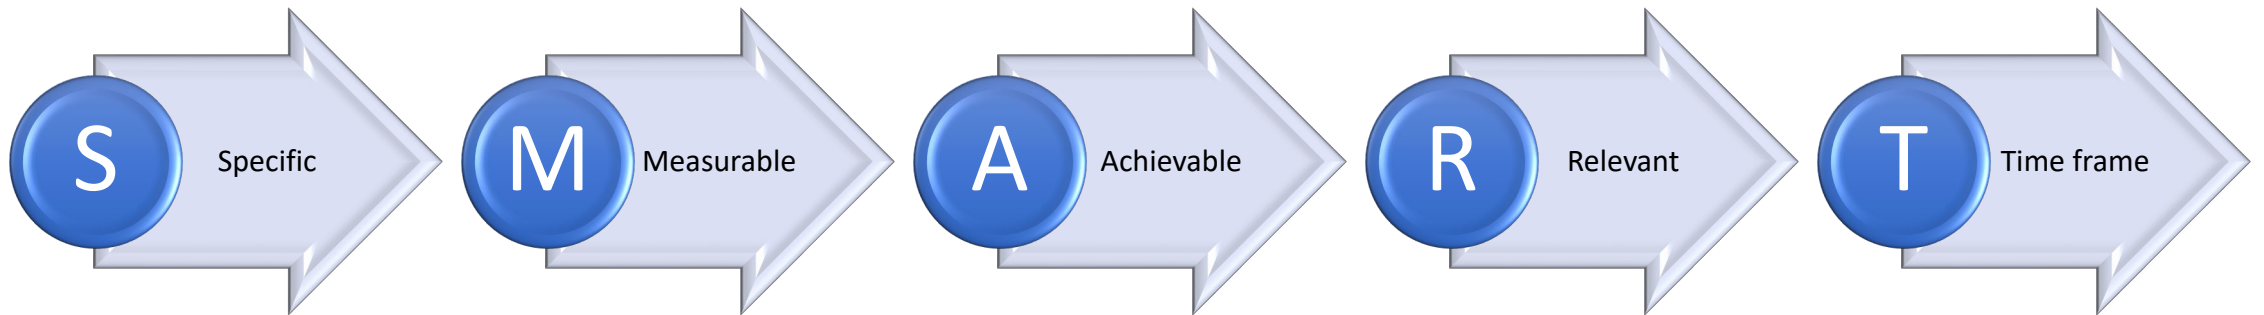 S
Specific
M
Measurable
A
Achievable
R
Relevant
T
Time frame